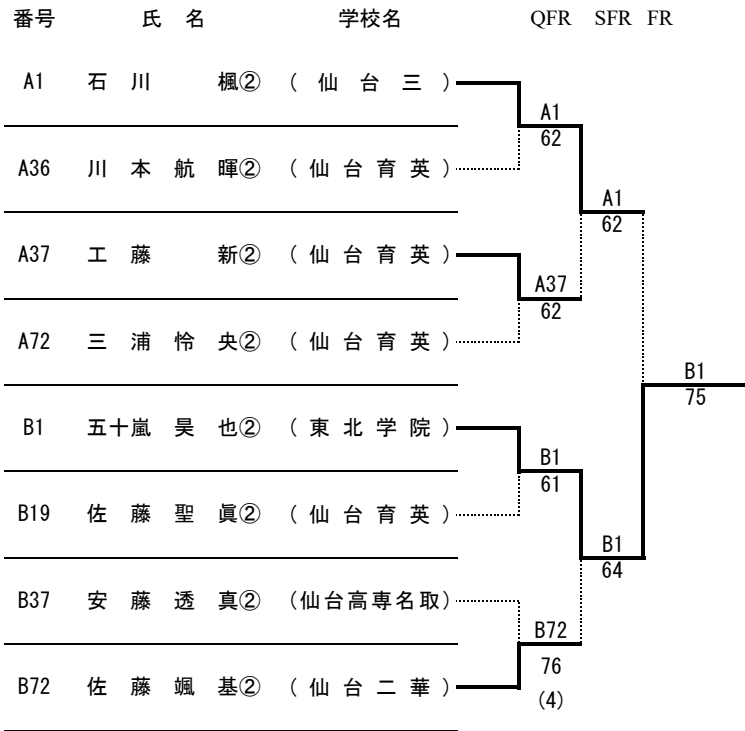 番号 氏 名 学校名 QFR SFR FR
A1 石 川 楓② ( 仙 台 三 )
A1
62
A36 川 本 航 暉② ( 仙 台 育 英 )
A1
62
A37 工 藤 新② ( 仙 台 育 英 )
A37
62
A72 三 浦 怜 央② ( 仙 台 育 英 )
B1
75
B1 五十嵐 昊 也② ( 東 北 学 院 )
B1
61
B19 佐 藤 聖 眞② ( 仙 台 育 英 )
B1
64
B37 安 藤 透 真② (仙台高専名取)
B72
76
(4)
B72 佐 藤 颯 基② ( 仙 台 二 華 )